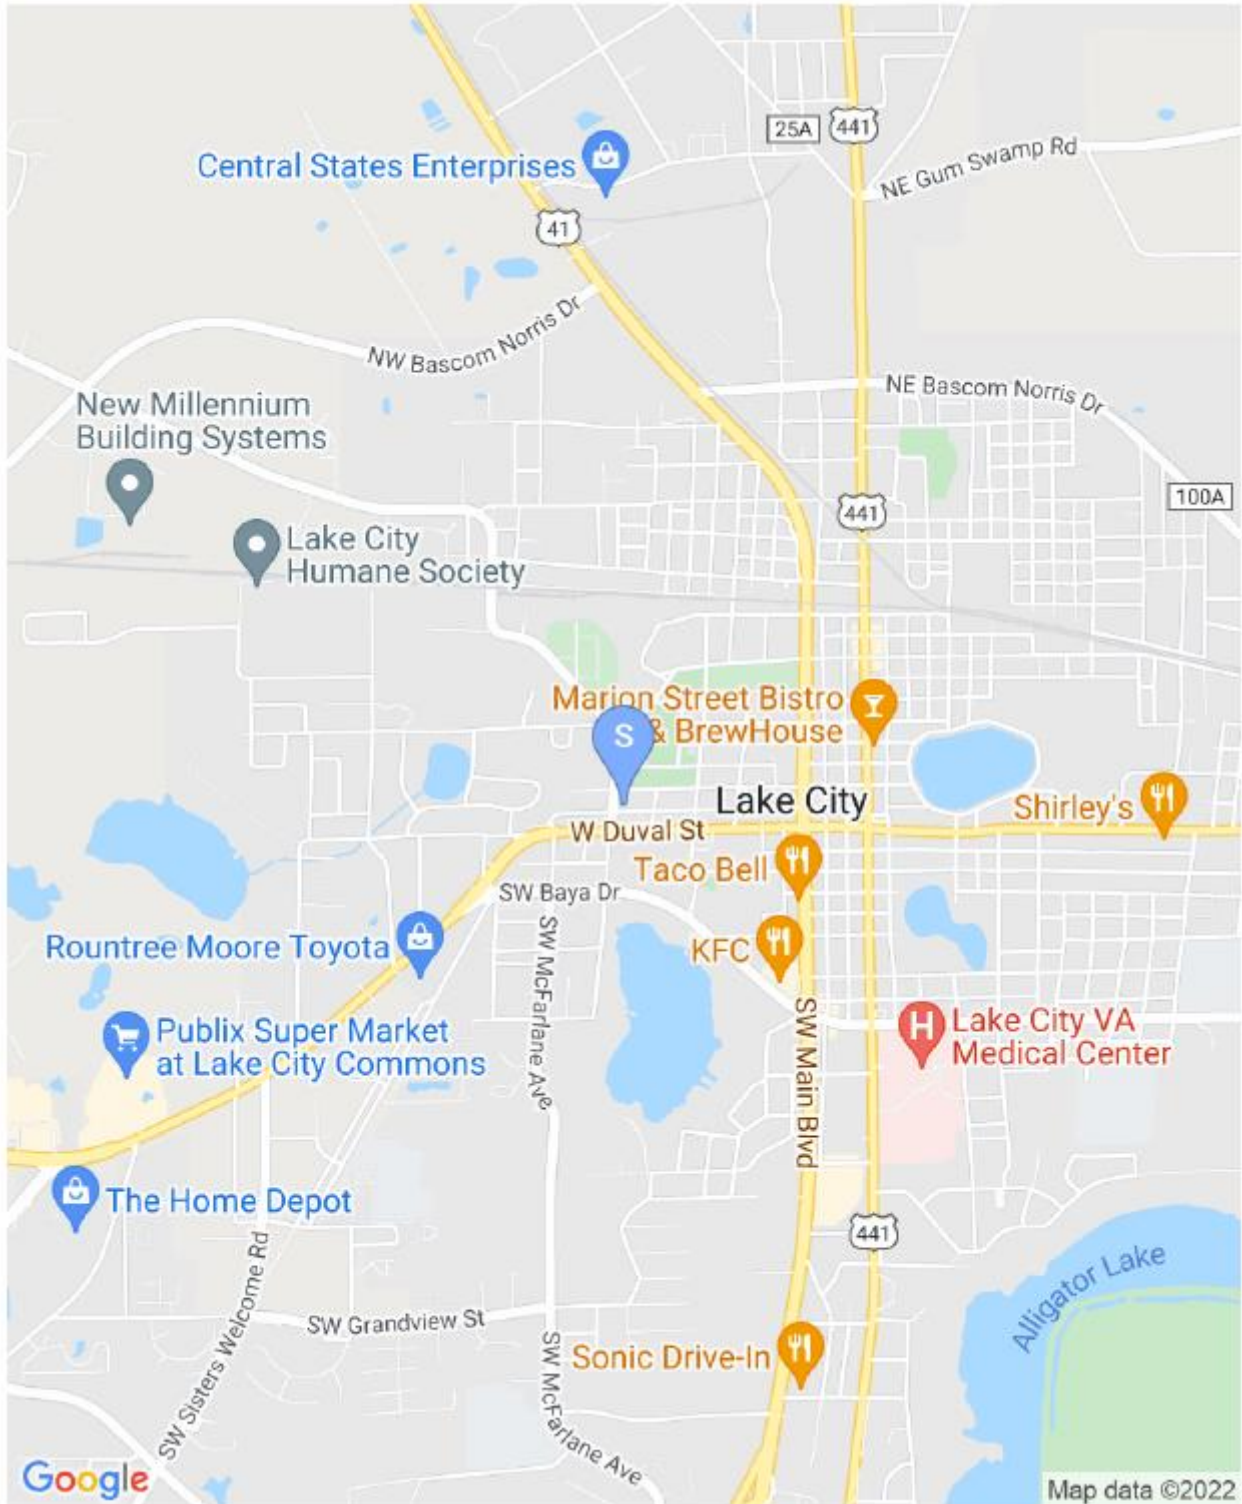 25A
441
NE Gum Swamp Rd
Central States Enterprises
41
NW Bascom Norris Dr
NE Bascom Norris Dr
New Millennium
Building Systems
100A
441
Lake City
Humane Society
Marion Street Bistro
& BrewHouse
S
Lake City
Shirley's
W Duval St
Taco Bell
SW Baya Dr
Rountree Moore Toyota
KFC
SW McFarlane Ave
SW Main Blvd
Lake City VA
Medical Center
H
Publix Super Market
at Lake City Commons
The Home Depot
441
Alligator Lake
SW Sisters Welcome Rd
SW Grandview St
Sonic Drive-In
SW McFarlane Ave
Google
Map data ©2022